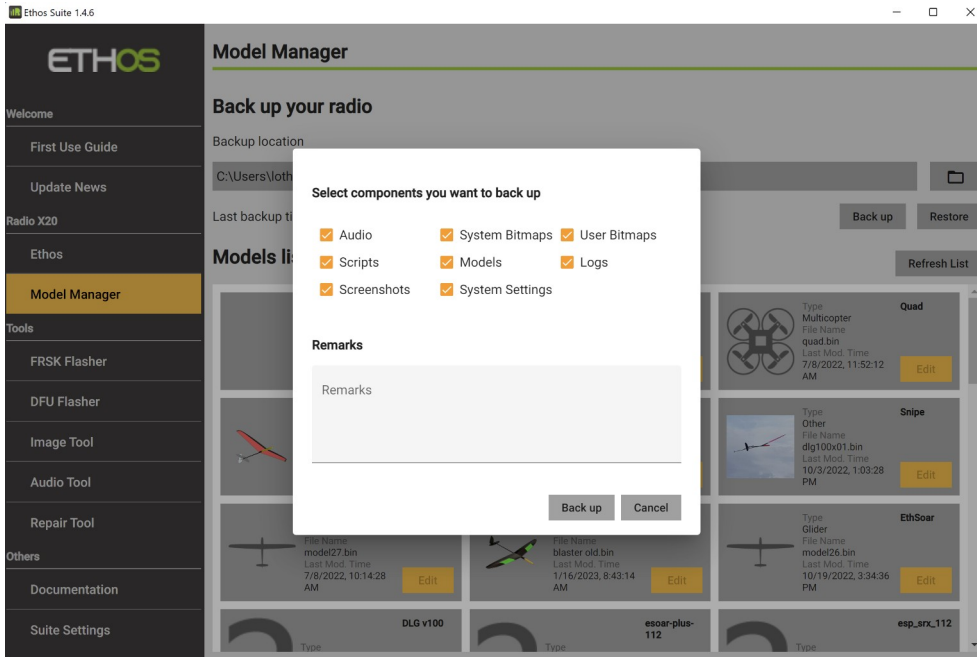 Ethos Suite 1.4.6
ETHOS
Welcome
First Use Guide
Update News
Radio X20
Ethos
Model Manager
Tools
FRSK Flasher
DFU Flasher
Image Tool
Audio Tool
Repair Tool
Others
Documentation
Suite Settings
Model Manager
Back up your radio
Backup location
C:\Users\loth
Last backup ti
Back up
Restore
Models li
Refresh List
Select components you want to back up
Audio
System Bitmaps
User Bitmaps
Scripts
Models
Logs
Screenshots
System Settings
Remarks
Remarks
Back up
Cancel
Type
Quad
Multicopter
File Name
quad.bin
Last Mod. Time
7/8/2022, 11:52:12
AM
Edit
Type
Snipe
Other
File Name
dlg100x01.bin
Last Mod. Time
10/3/2022, 1:03:28
PM
Edit
File Name
model27.bin
Last Mod. Time
7/8/2022, 10:14:28
AM
Edit
File Name
blaster old.bin
Last Mod. Time
1/16/2023, 8:43:14
AM
Edit
Type
EthSoar
Glider
File Name
model26.bin
Last Mod. Time
10/19/2022, 3:34:36
PM
Edit
DLG v100
Type
esoar-plus-
112
Type
esp_srx_112
Type